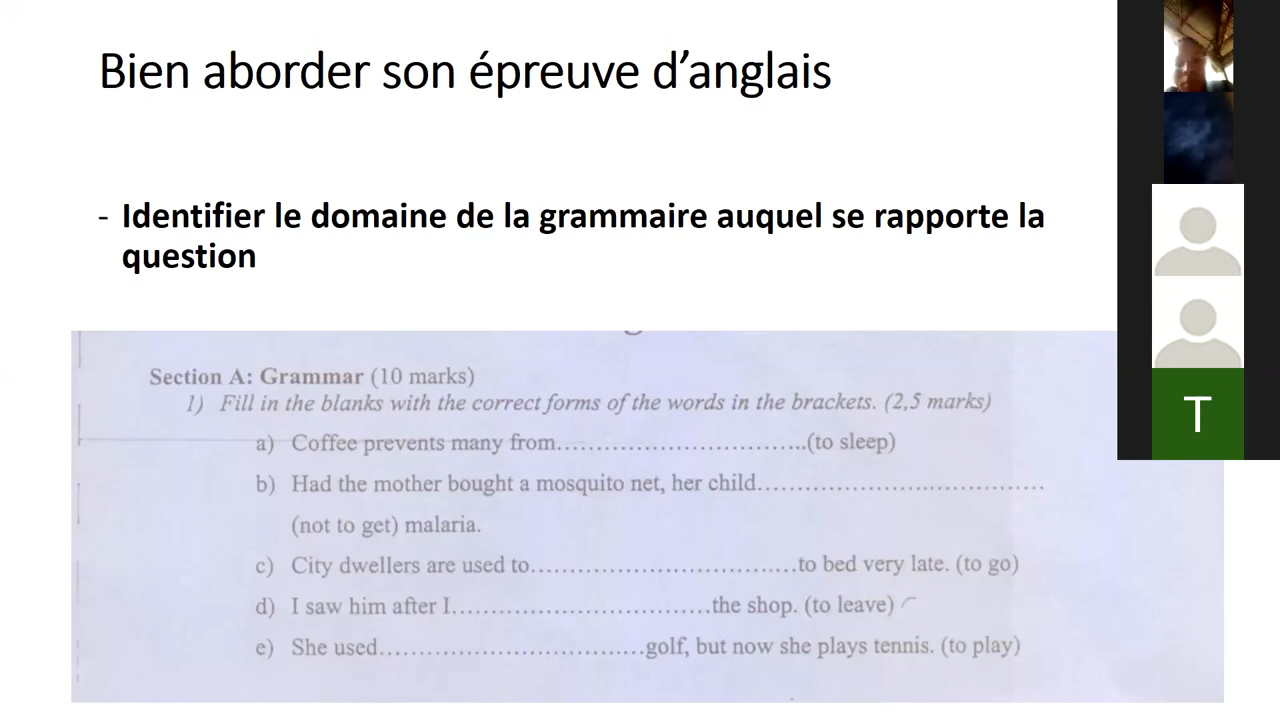 Bien aborder son épreuve d’anglais
- Identifier le domaine de la grammaire auquel se rapporte la
question
Section A: Grammar (10 marks)
1) Fill in the blanks with the correct forms of the words in the brackets. (2,5 marks)
a) Coffee prevents many from..............................(to sleep)
b) Had the mother bought a mosquito net, her child..................................
(not to get) malaria.
c) City dwellers are used to................................to bed very late. (to go)
d) I saw him after I...............................the shop. (to leave)
e) She used................................golf, but now she plays tennis. (to play)
T